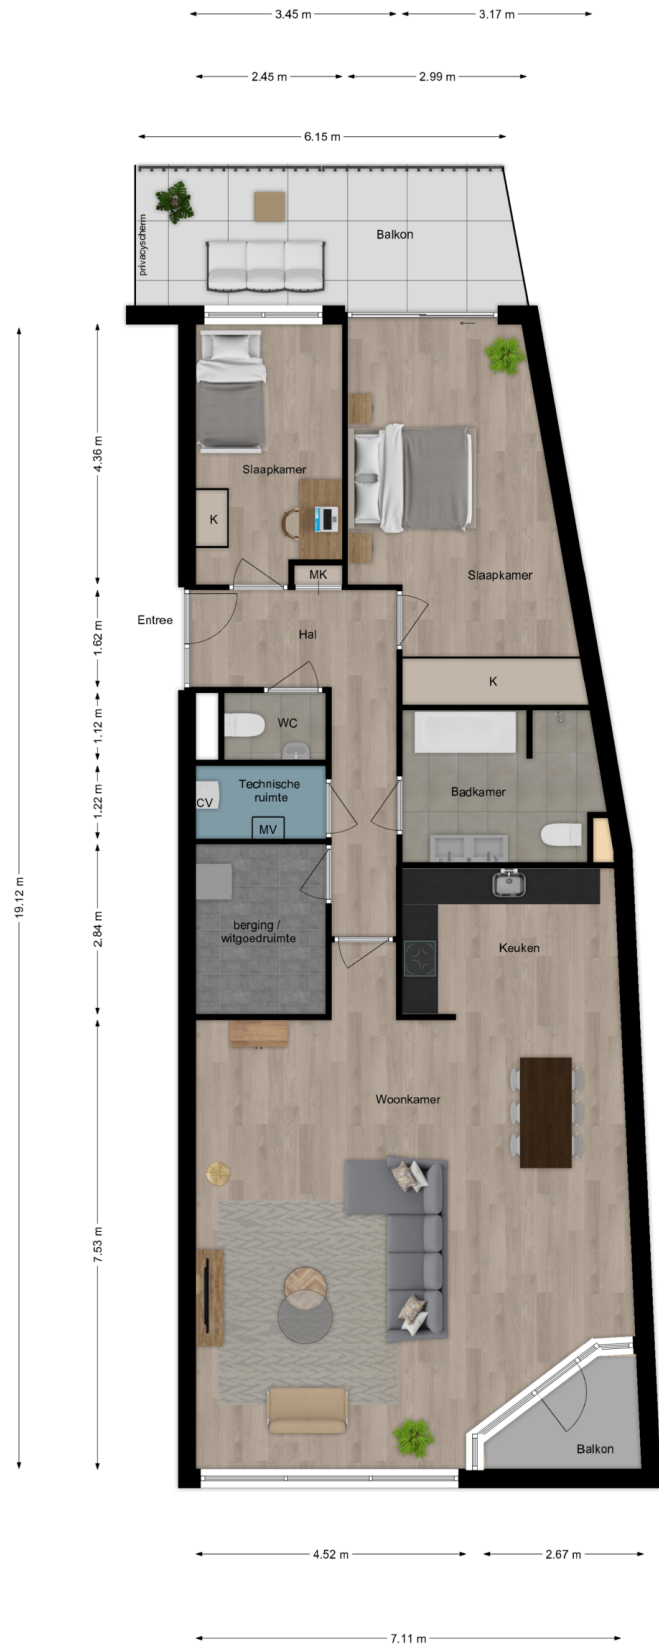 3.45 m
3.17 m
2.45 m
2.99 m
6.15 m
privacyscherm
Balkon
4.36 m
Slaapkamer
K
MK
Slaapkamer
Entree
Hal
1.62 m
K
1.12 m
WC
1.22 m
Technische
ruimte
CV
MV
Badkamer
19.12 m
2.84 m
berging /
witgoedruimte
Keuken
Woonkamer
7.53 m
Balkon
4.52 m
2.67 m
7.11 m